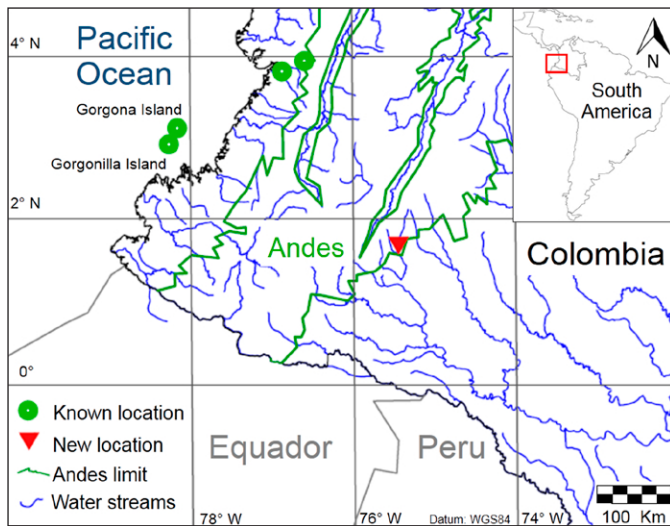 4° N
Pacific
Ocean
N
South
America
Gorgona Island
Gorgonilla Island
2° N
Andes
Colombia
0°
Known location
New location
Andes limit
Water streams
Equador
Peru
78° W
76° W
Datum: WGS84
74° W
100 Km